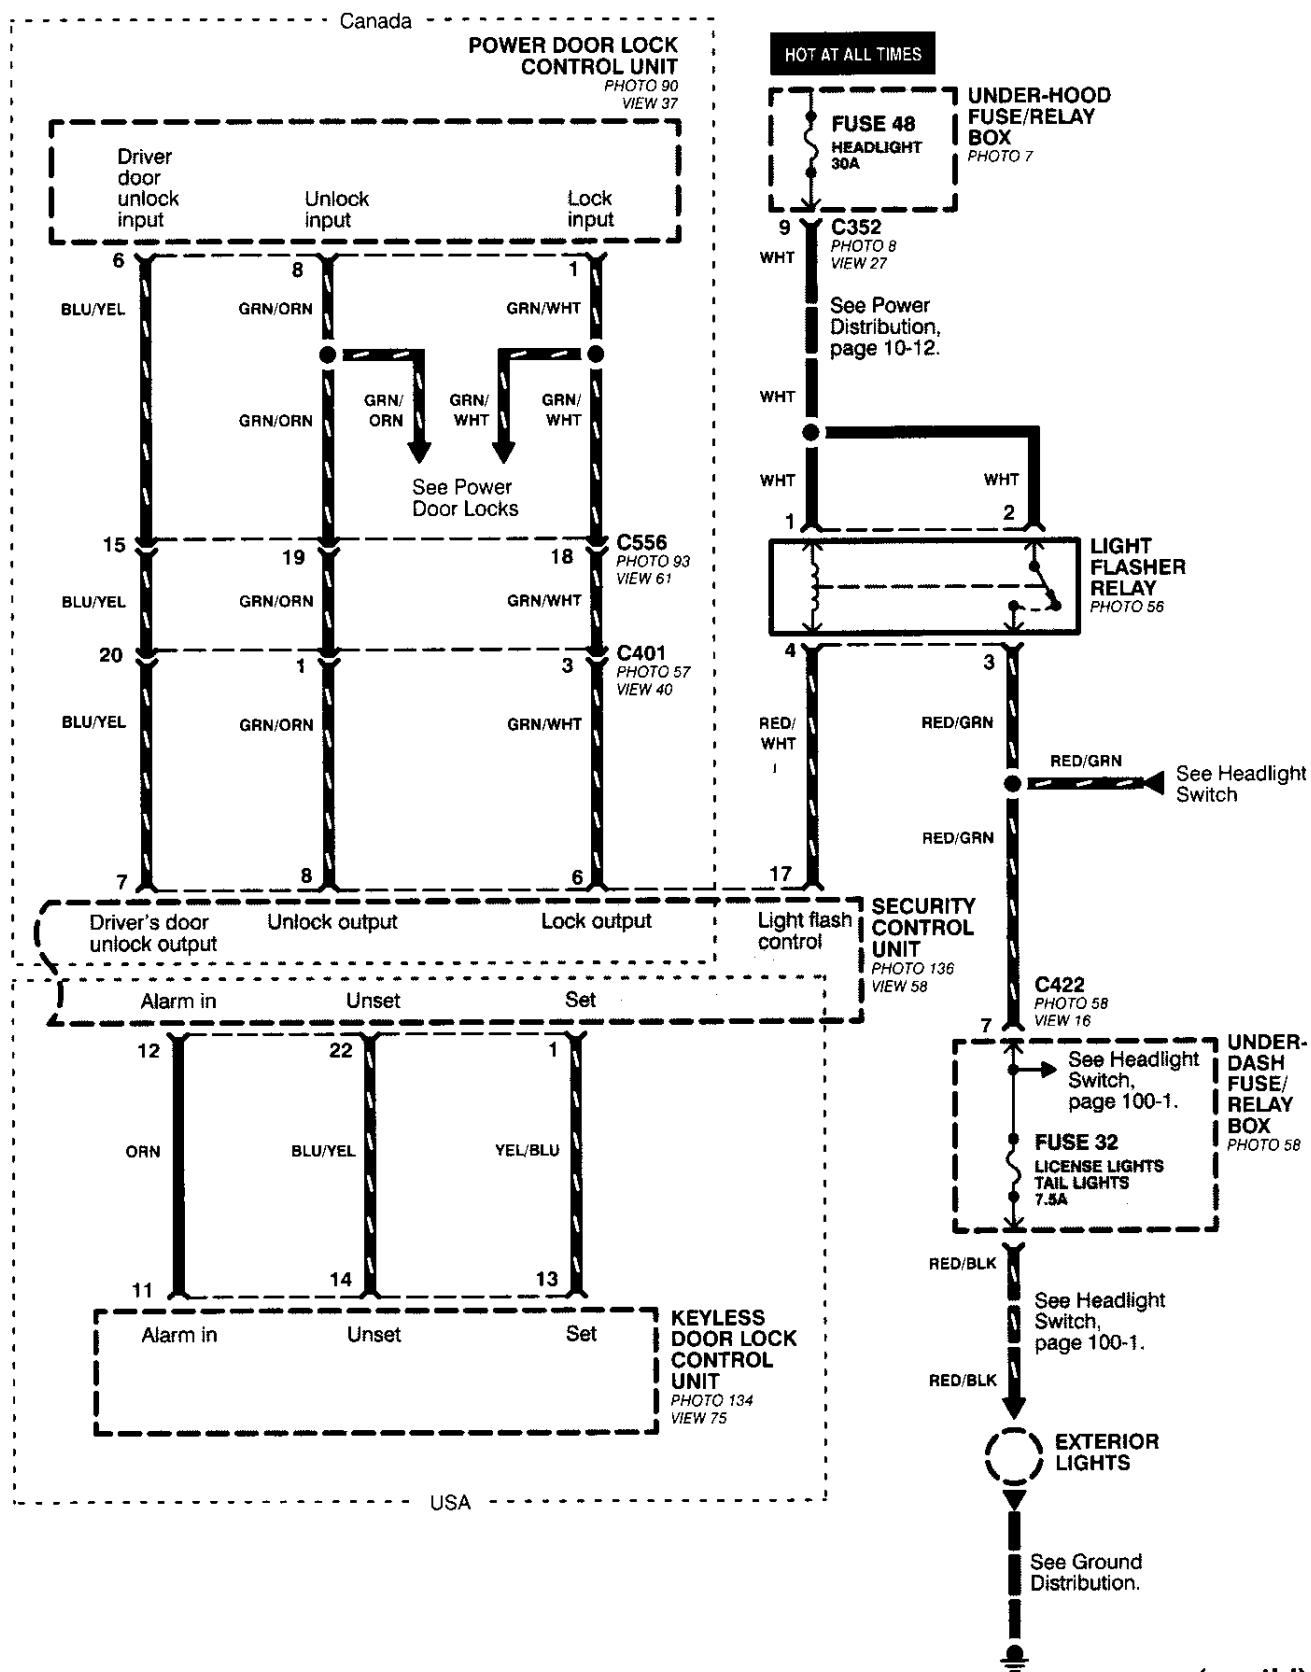 Canada
POWER DOOR LOCK
CONTROL UNIT
PHOTO 90
VIEW 37
Driver
door
unlock
input
Unlock
input
Lock
input
6
8
1
BLU/YEL
GRN/ORN
GRN/WHT
GRN/ORN
GRN/
ORN
GRN/
WHT
GRN/
WHT
See Power
Door Locks
15
19
18
C556
PHOTO 93
VIEW 61
BLU/YEL
GRN/ORN
GRN/WHT
20
1
3
C401
PHOTO 57
VIEW 40
BLU/YEL
GRN/ORN
GRN/WHT
7
8
6
17
Driver's door
unlock output
Unlock output
Lock output
Light flash
control
SECURITY
CONTROL
UNIT
PHOTO 136
VIEW 58
Alarm in
Unset
Set
12
22
1
ORN
BLU/YEL
YEL/BLU
11
14
13
Alarm in
Unset
Set
KEYLESS
DOOR LOCK
CONTROL
UNIT
PHOTO 134
VIEW 75
USA
HOT AT ALL TIMES
FUSE 48
HEADLIGHT
30A
UNDER-HOOD
FUSE/RELAY
BOX
PHOTO 7
9
C352
PHOTO 8
VIEW 27
WHT
See Power
Distribution,
page 10-12.
WHT
WHT
WHT
1
2
LIGHT
FLASHER
RELAY
PHOTO 56
4
3
RED/
WHT
RED/GRN
RED/GRN
See Headlight
Switch
RED/GRN
C422
PHOTO 58
VIEW 16
7
See Headlight
Switch,
page 100-1.
FUSE 32
LICENSE LIGHTS
TAIL LIGHTS
7.5A
UNDER-
DASH
FUSE/
RELAY
BOX
PHOTO 58
RED/BLK
See Headlight
Switch,
page 100-1.
RED/BLK
EXTERIOR
LIGHTS
See Ground
Distribution.